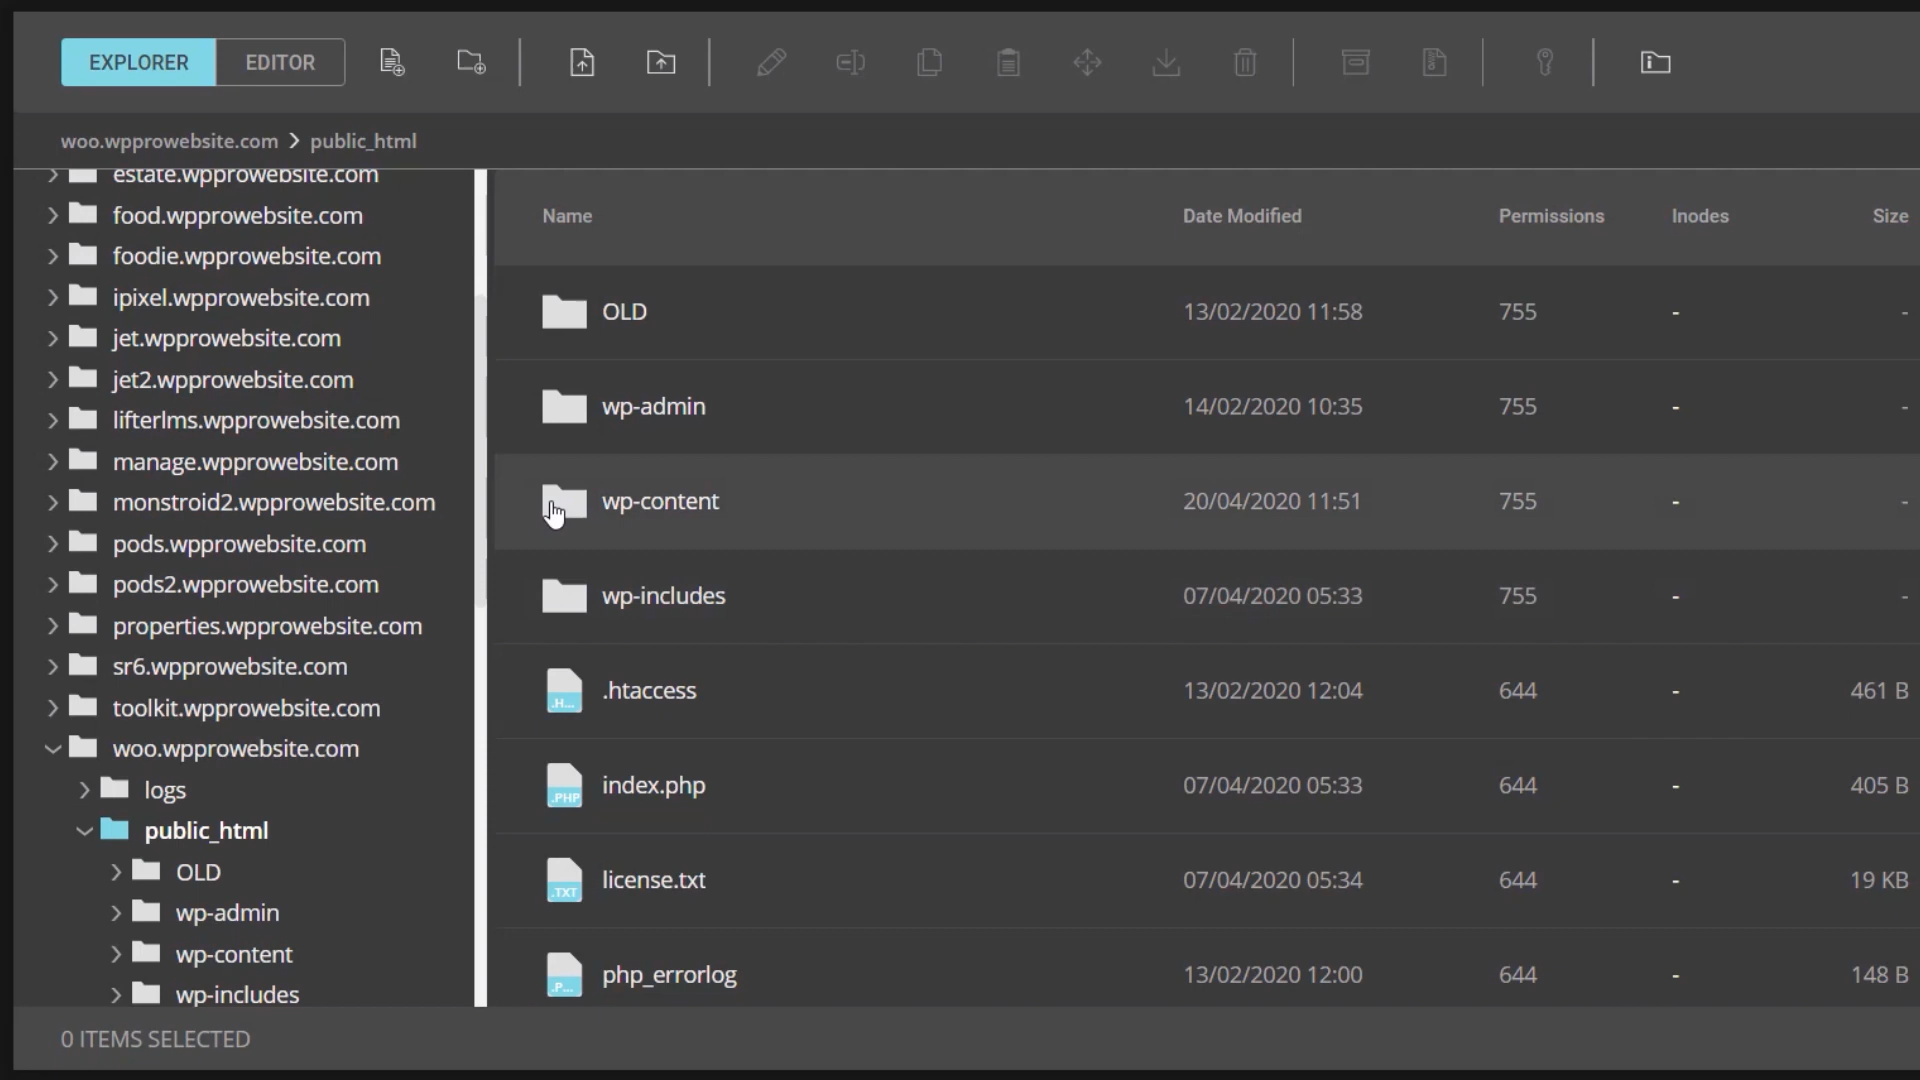 EXPLORER EDITOR
woo.wpprowebsite.com > public_html
estate.wpprowebsite.com
food.wpprowebsite.com
foodie.wpprowebsite.com
ipixel.wpprowebsite.com
jet.wpprowebsite.com
jet2.wpprowebsite.com
lifterlms.wpprowebsite.com
manage.wpprowebsite.com
monstroid2.wpprowebsite.com
pods.wpprowebsite.com
pods2.wpprowebsite.com
properties.wpprowebsite.com
sr6.wpprowebsite.com
toolkit.wpprowebsite.com
woo.wpprowebsite.com
logs
public_html
OLD
wp-admin
wp-content
wp-includes
Name Date Modified Permissions Inodes Size
OLD 13/02/2020 11:58 755 - -
wp-admin 14/02/2020 10:35 755 - -
wp-content 20/04/2020 11:51 755 - -
wp-includes 07/04/2020 05:33 755 - -
.H... .htaccess 13/02/2020 12:04 644 - 461 B
.PHP index.php 07/04/2020 05:33 644 - 405 B
.TXT license.txt 07/04/2020 05:34 644 - 19 KB
.P... php_errorlog 13/02/2020 12:00 644 - 148 B
0 ITEMS SELECTED